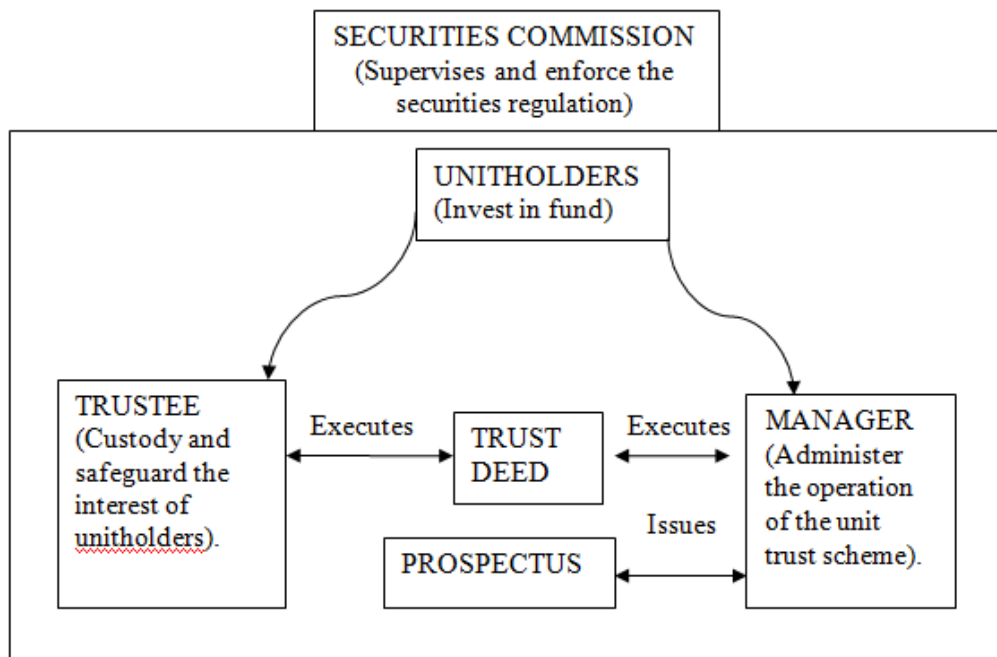 SECURITIES COMMISSION
(Supervises and enforce the
securities regulation)
UNITHOLDERS
(Invest in fund)
TRUSTEE
(Custody and
safeguard the
interest of
unitholders).
Executes
TRUST
DEED
Executes
MANAGER
(Administer
the operation
of the unit
trust scheme).
Issues
PROSPECTUS